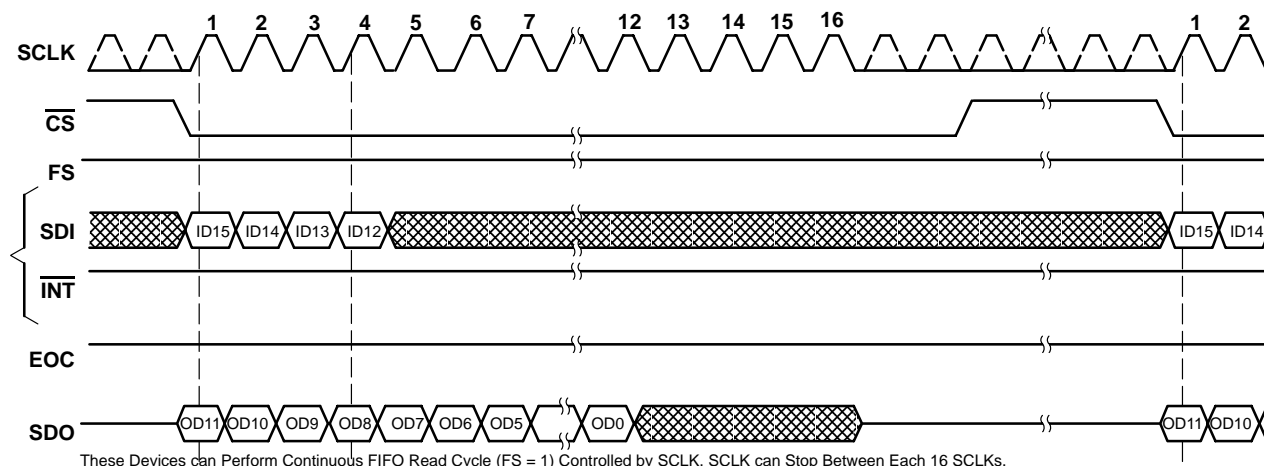 1 2 3 4 5 6 7 12 13 14 15 16 1 2
SCLK
CS
FS
SDI ID15 ID14 ID13 ID12 ID15 ID14
INT
EOC
SDO OD11 OD10 OD9 OD8 OD7 OD6 OD5 OD0 OD11 OD10
These Devices can Perform Continuous FIFO Read Cycle (FS = 1) Controlled by SCLK. SCLK can Stop Between Each 16 SCLKs.